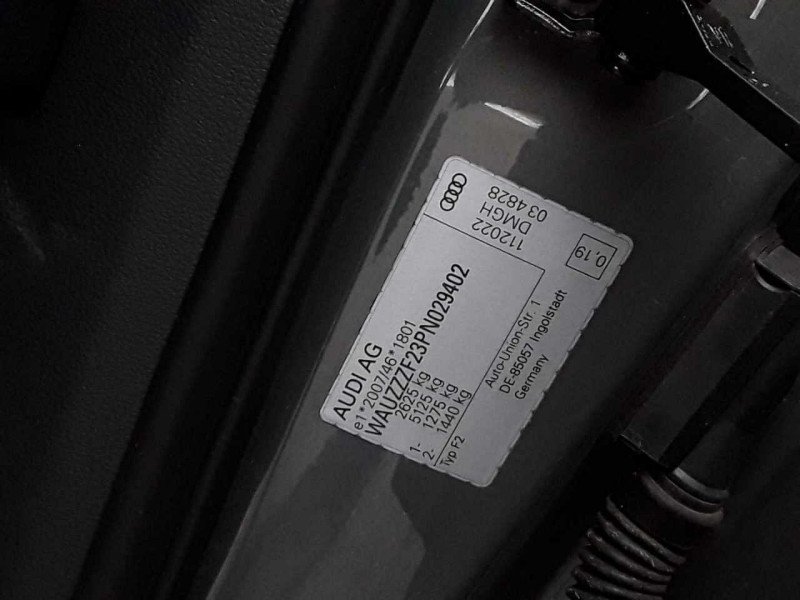 AUDI AG
e1*2007/46*1801
WAUZZZF23PN029402
2625 kg
5125 kg
1- 1275 kg
2- 1440 kg
Typ F2
Auto-Union-Str. 1
DE-85057 Ingolstadt
Germany
112022
DMGH
034828
0,19